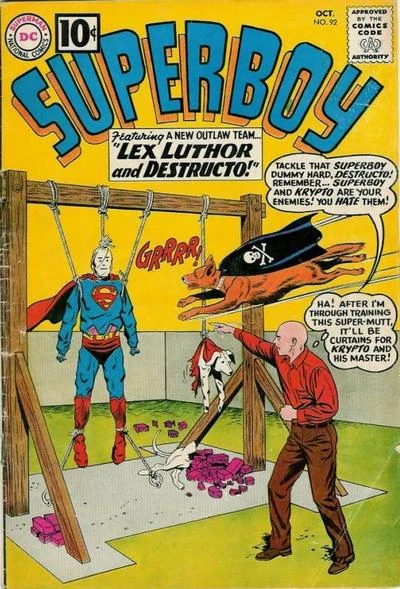 SUPERMAN
DC
NATIONAL COMICS
10¢
OCT.
NO. 92
APPROVED
BY THE
COMICS
CODE
CA
AUTHORITY
SUPERBOY
Featuring A NEW OUTLAW TEAM...
"LEX LUTHOR
and DESTRUCTO!"
TACKLE THAT SUPERBOY
DUMMY HARD, DESTRUCTO!
REMEMBER... SUPERBOY
AND KRYPTO ARE YOUR
ENEMIES! YOU HATE THEM!
GRRRR!
S
HA! AFTER I'M
THROUGH TRAINING
THIS SUPER-MUTT,
IT'LL BE
CURTAINS FOR
KRYPTO AND
HIS MASTER!